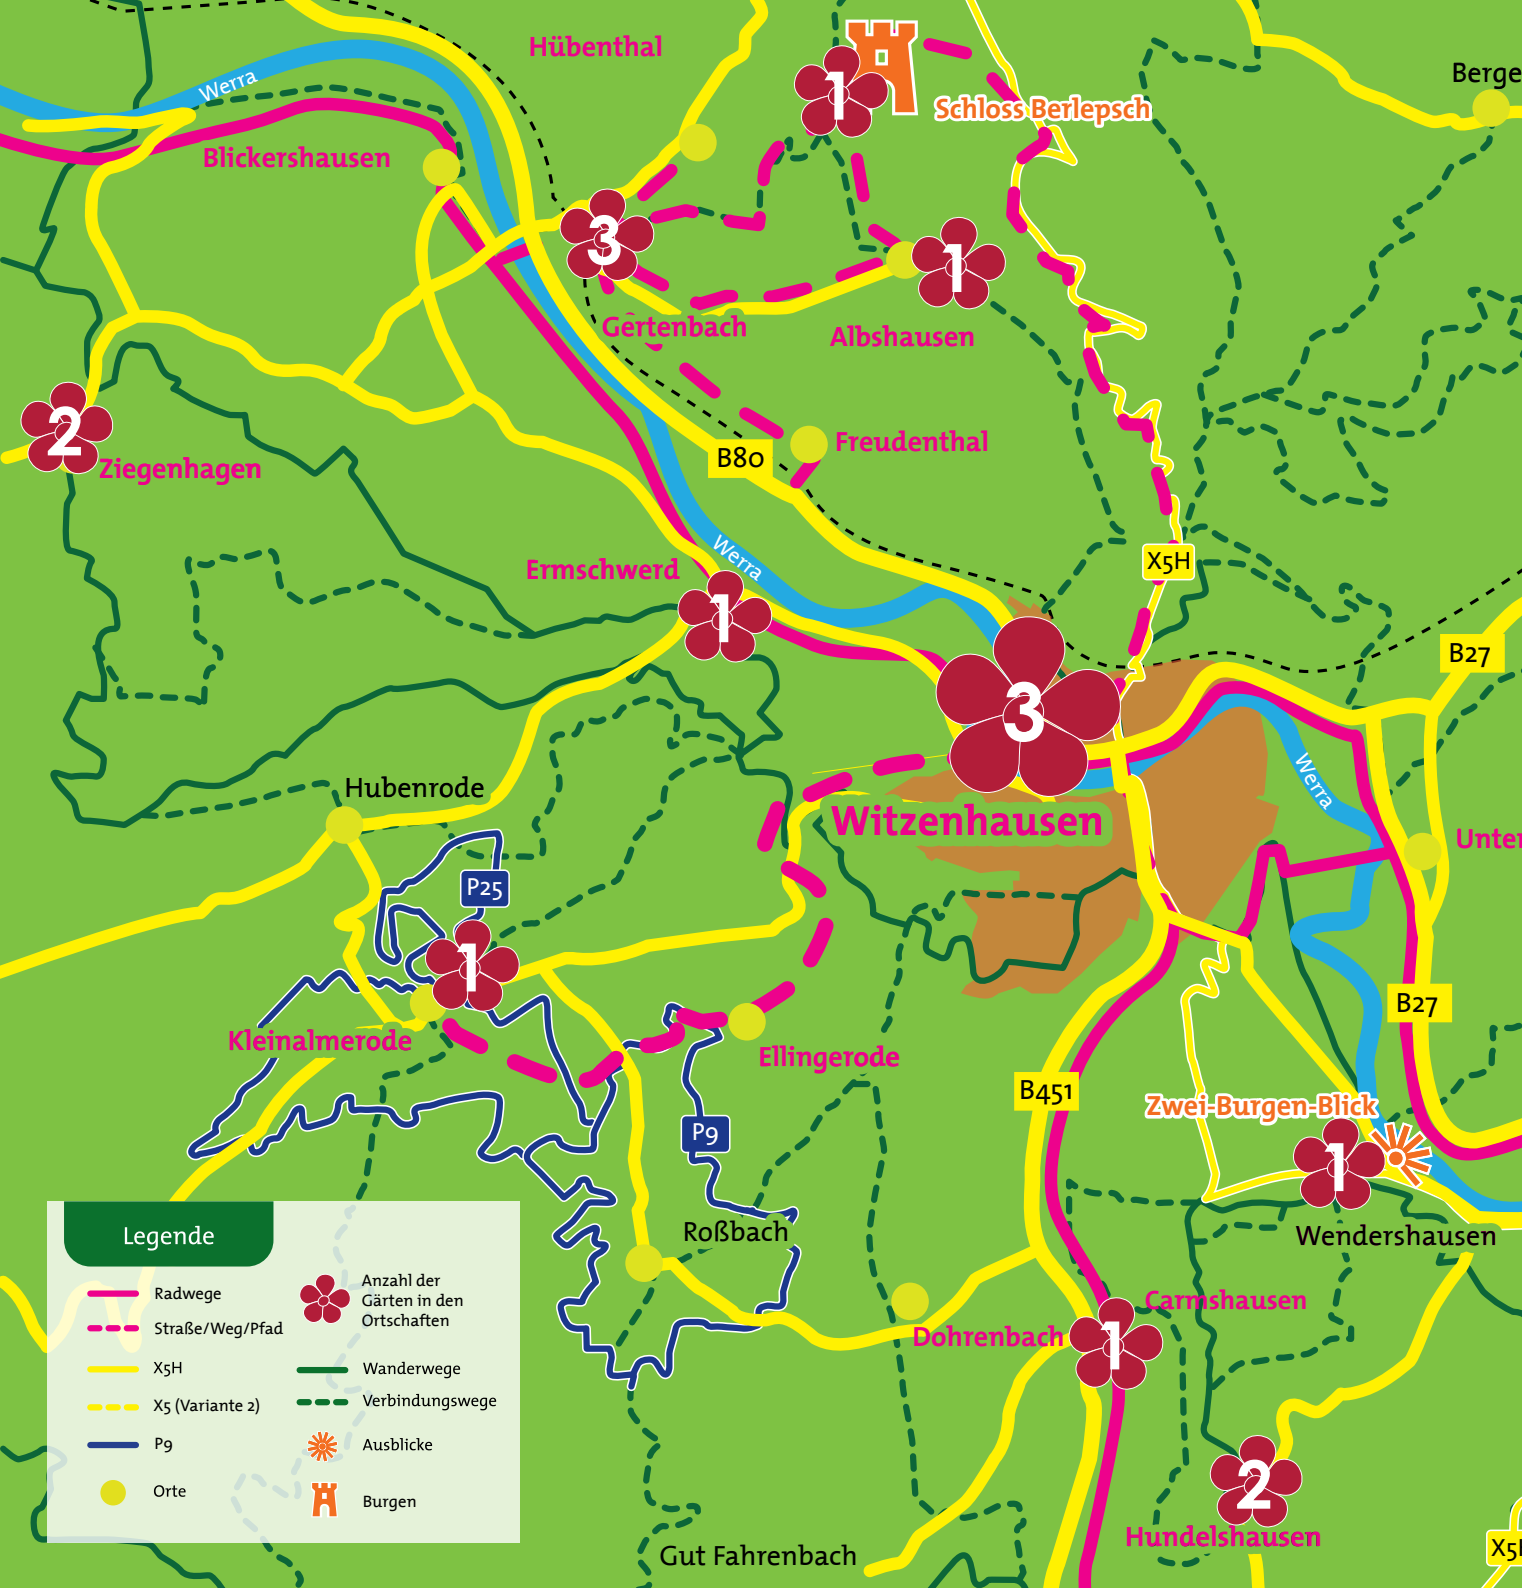 Hübenthal
Berge
Werra
1
Schloss Berlepsch
Blickershausen
3
1
Gertenbach
Albshausen
2
Ziegenhagen
Freudenthal
B80
Werra
Ermschwerd
X5H
1
B27
3
Werra
Hubenrode
Witzenhausen
Unter
P25
1
B27
Kleinalmerode
Ellingerode
B451
Zwei-Burgen-Blick
P9
1
Roßbach
Wendershausen
Carmshausen
Dohrenbach
1
2
Hundelshausen
X5H
Gut Fahrenbach
Legende
Radwege
Straße/Weg/Pfad
X5H
X5 (Variante 2)
P9
Orte
Anzahl der
Gärten in den
Ortschaften
Wanderwege
Verbindungswege
Ausblicke
Burgen